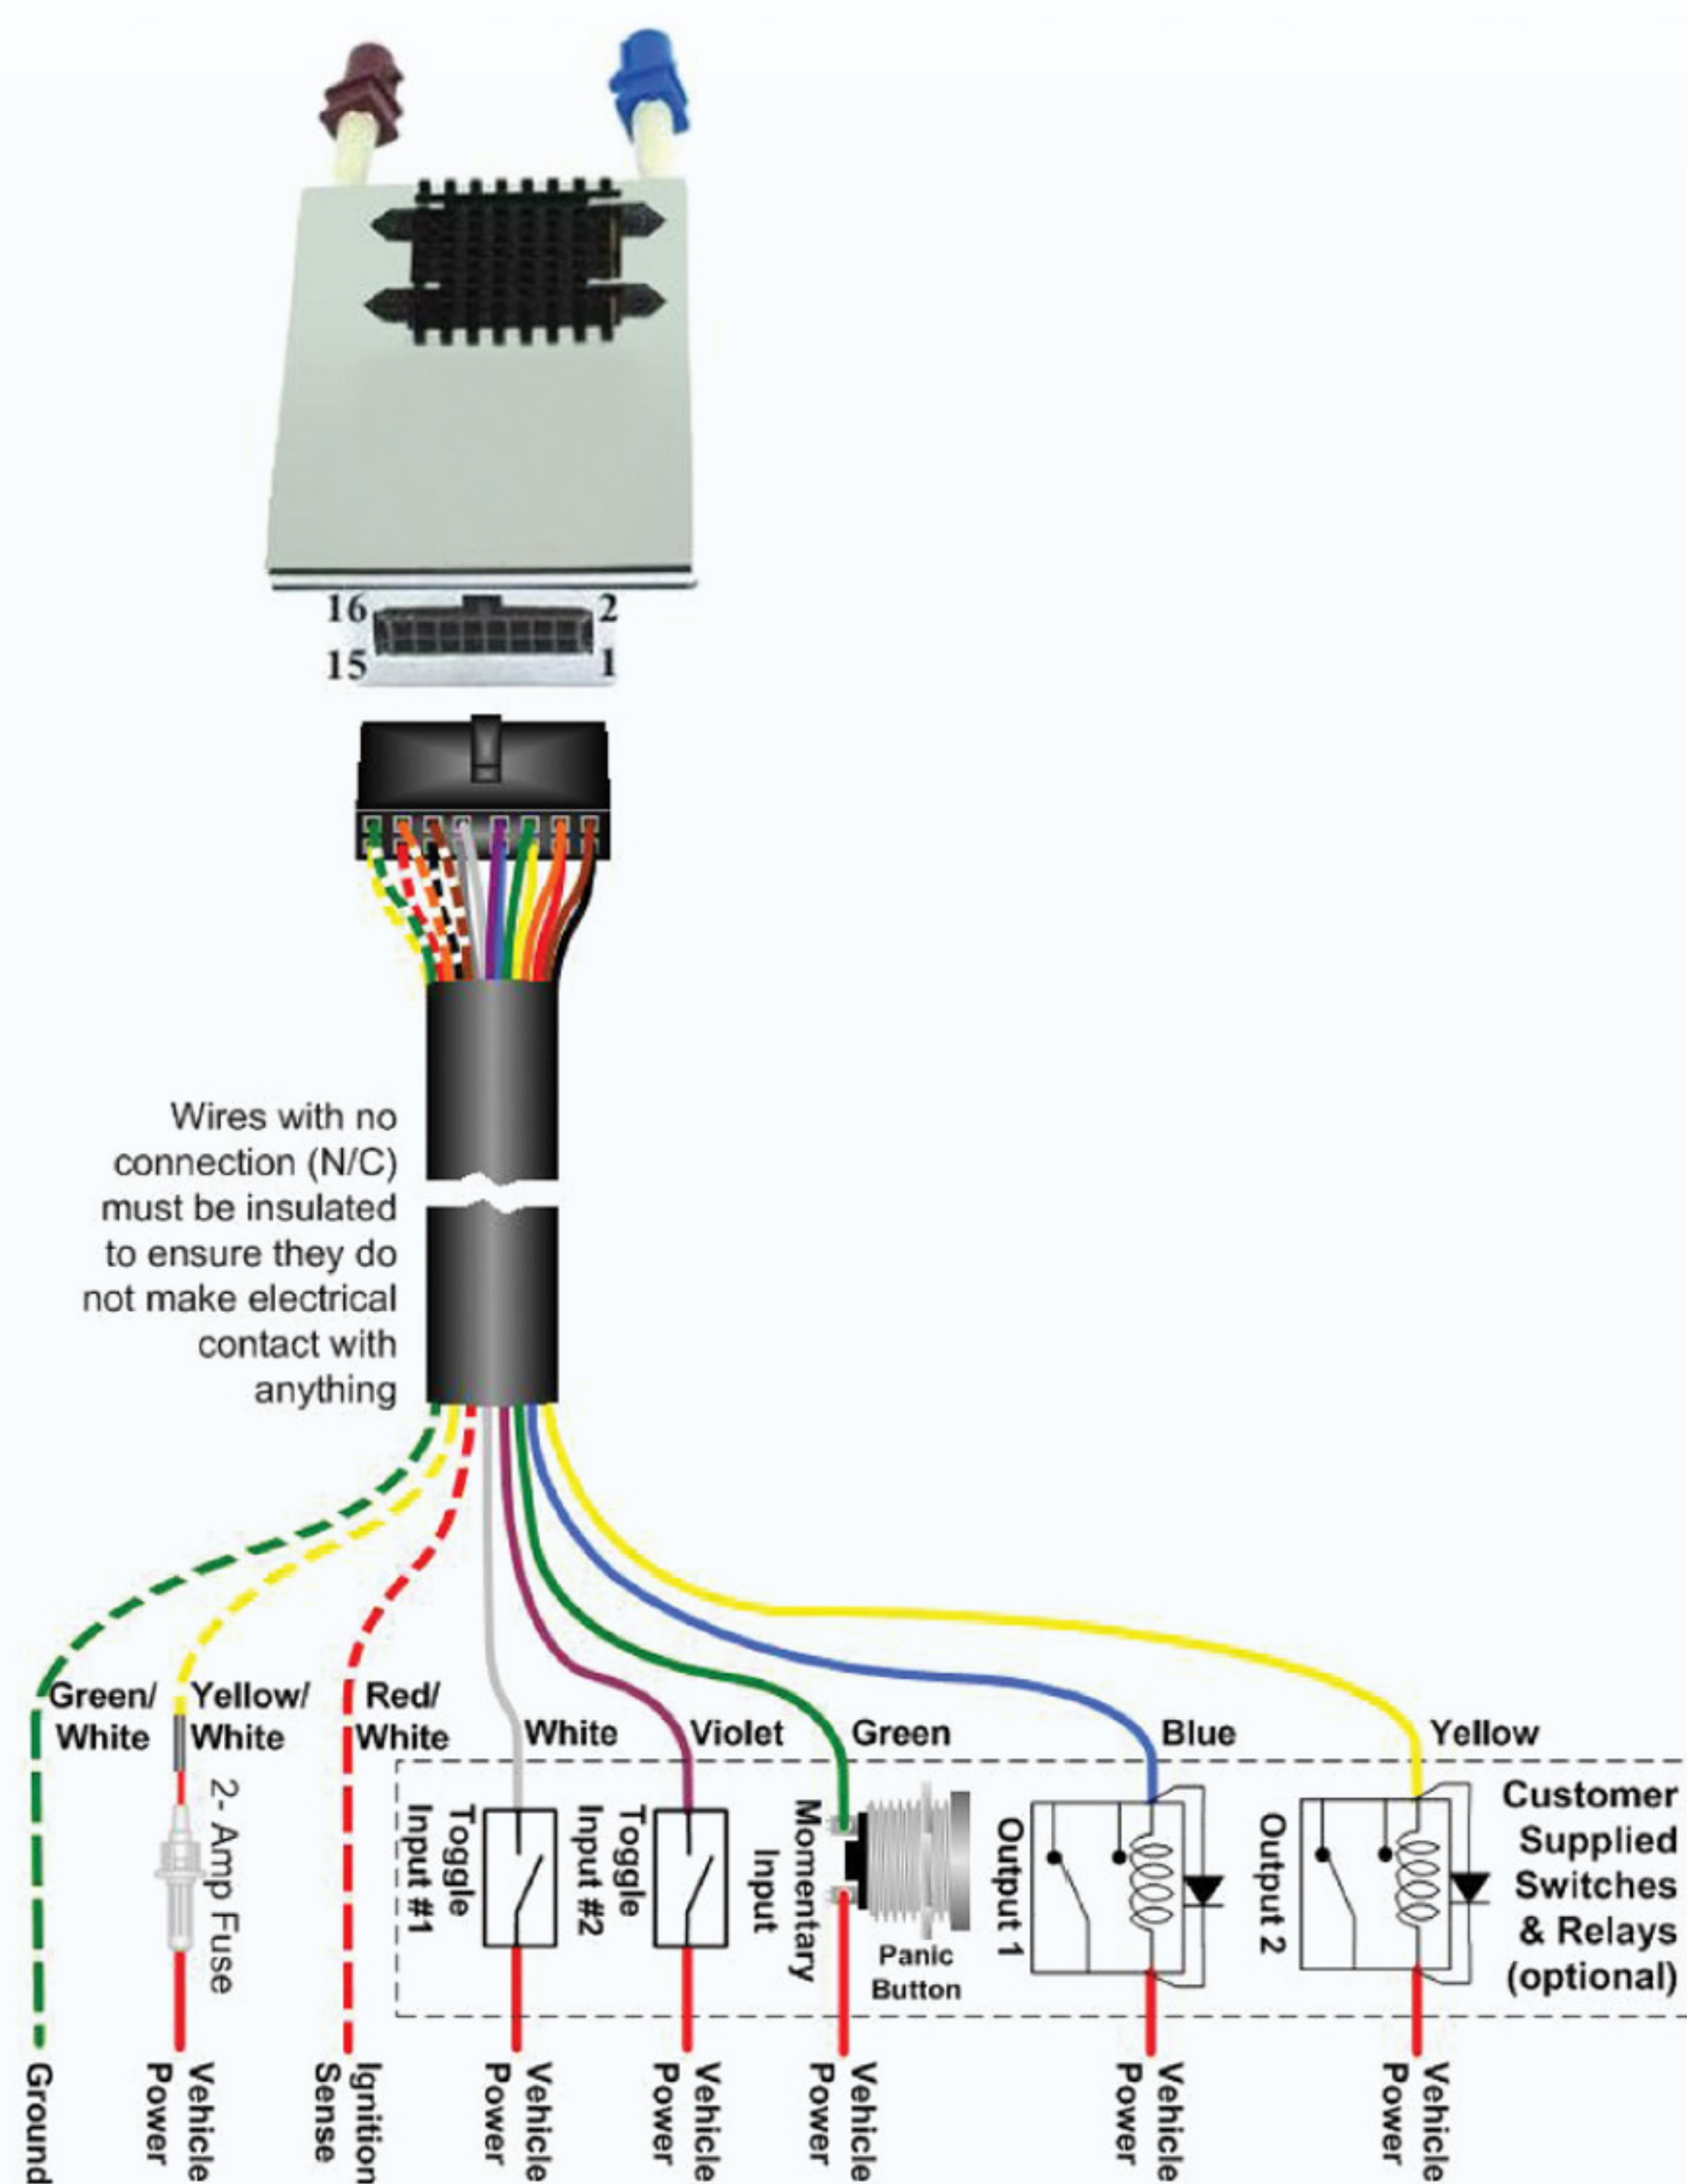 16
2
15
1
Wires with no
connection (N/C)
must be insulated
to ensure they do
not make electrical
contact with
anything
Green/
White
Yellow/
White
Red/
White
White
Violet
Green
Blue
Yellow
2- Amp Fuse
Toggle
Input #1
Toggle
Input #2
Momentary
Input
Panic
Button
Output 1
Output 2
Customer
Supplied
Switches
& Relays
(optional)
Ground
Vehicle
Power
Ignition
Sense
Vehicle
Power
Vehicle
Power
Vehicle
Power
Vehicle
Power
Vehicle
Power